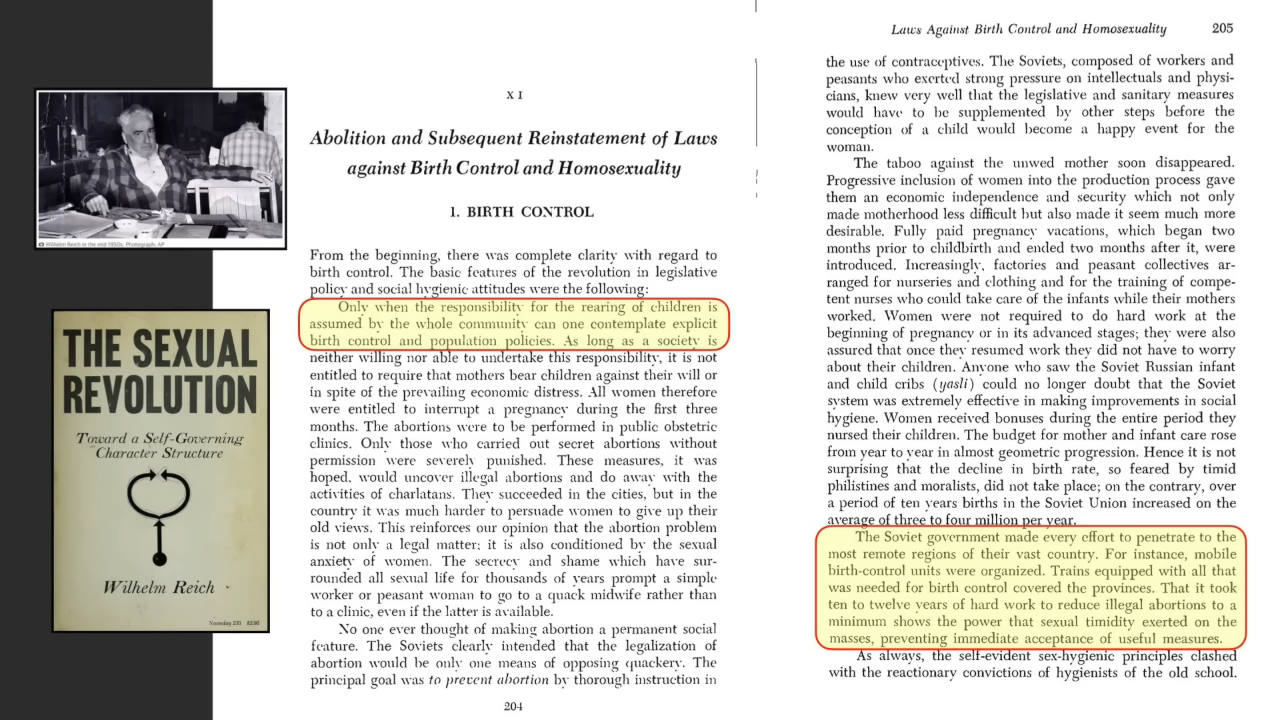 Wilhelm Reich in the mid 1950s. Photograph: AP
THE SEXUAL
REVOLUTION
Toward a Self-Governing
Character Structure
Wilhelm Reich
$2.95
XI
Abolition and Subsequent Reinstatement of Laws
against Birth Control and Homosexuality
1. BIRTH CONTROL
From the beginning, there was complete clarity with regard to
birth control. The basic features of the revolution in legislative
policy and social hygienic attitudes were the following:
Only when the responsibility for the rearing of children is
assumed by the whole community can one contemplate explicit
birth control and population policies. As long as a society is
neither willing nor able to undertake this responsibility, it is not
entitled to require that mothers bear children against their will or
in spite of the prevailing economic distress. All women therefore
were entitled to interrupt a pregnancy during the first three
months. The abortions were to be performed in public obstetric
clinics. Only those who carried out secret abortions without
permission were severely punished. These measures, it was
hoped, would uncover illegal abortions and do away with the
activities of charlatans. They succeeded in the cities, but in the
country it was much harder to persuade women to give up their
old views. This reinforces our opinion that the abortion problem
is not only a legal matter; it is also conditioned by the sexual
anxiety of women. The secrecy and shame which have sur-
rounded all sexual life for thousands of years prompt a simple
worker or peasant woman to go to a quack midwife rather than
to a clinic, even if the latter is available.
No one ever thought of making abortion a permanent social
feature. The Soviets clearly intended that the legalization of
abortion would be only one means of opposing quackery. The
principal goal was to prevent abortion by thorough instruction in
204
Laws Against Birth Control and Homosexuality 205
the use of contraceptives. The Soviets, composed of workers and
peasants who exerted strong pressure on intellectuals and physi-
cians, knew very well that the legislative and sanitary measures
would have to be supplemented by other steps before the
conception of a child would become a happy event for the
woman.
The taboo against the unwed mother soon disappeared.
Progressive inclusion of women into the production process gave
them an economic independence and security which not only
made motherhood less difficult but also made it seem much more
desirable. Fully paid pregnancy vacations, which began two
months prior to childbirth and ended two months after it, were
introduced. Increasingly, factories and peasant collectives ar-
ranged for nurseries and clothing and for the training of compe-
tent nurses who could take care of the infants while their mothers
worked. Women were not required to do hard work at the
beginning of pregnancy or in its advanced stages; they were also
assured that once they resumed work they did not have to worry
about their children. Anyone who saw the Soviet Russian infant
and child cribs (yasli) could no longer doubt that the Soviet
system was extremely effective in making improvements in social
hygiene. Women received bonuses during the entire period they
nursed their children. The budget for mother and infant care rose
from year to year in almost geometric progression. Hence it is not
surprising that the decline in birth rate, so feared by timid
philistines and moralists, did not take place; on the contrary, over
a period of ten years births in the Soviet Union increased on the
average of three to four million per year.
The Soviet government made every effort to penetrate to the
most remote regions of their vast country. For instance, mobile
birth-control units were organized. Trains equipped with all that
was needed for birth control covered the provinces. That it took
ten to twelve years of hard work to reduce illegal abortions to a
minimum shows the power that sexual timidity exerted on the
masses, preventing immediate acceptance of useful measures.
As always, the self-evident sex-hygienic principles clashed
with the reactionary convictions of hygienists of the old school.